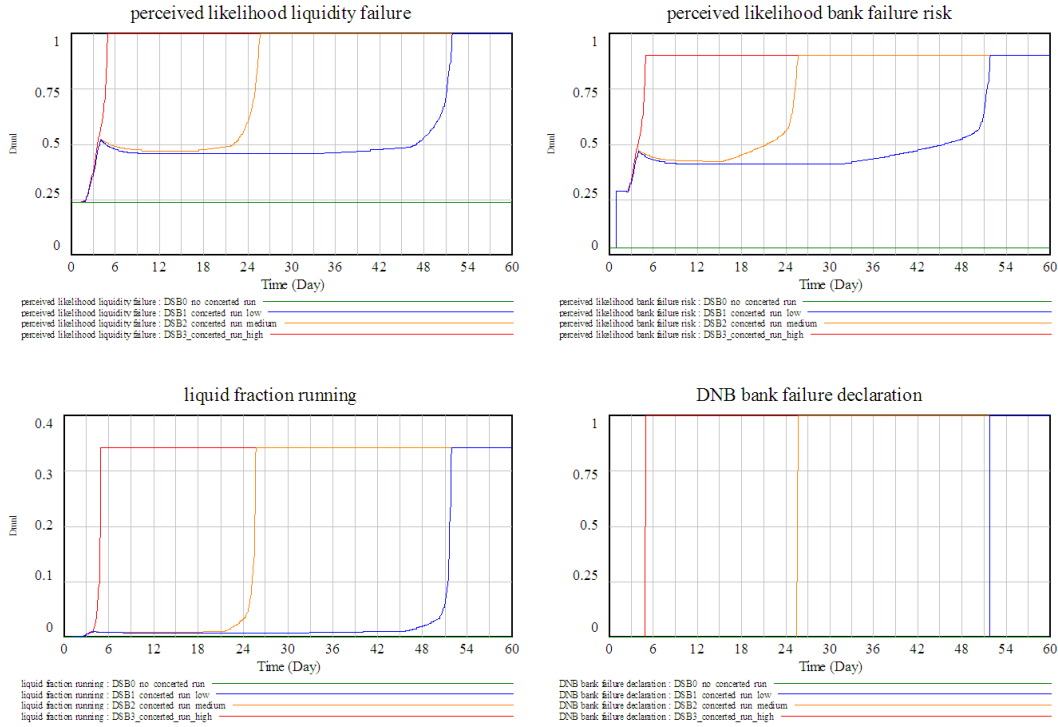 perceived likelihood liquidity failure
1
0.75
0.5
0.25
0
Dmnl
0 6 12 18 24 30 36 42 48 54 60
Time (Day)
perceived likelihood liquidity failure : DSB0 no concerted run
perceived likelihood liquidity failure : DSB1 concerted run low
perceived likelihood liquidity failure : DSB2 concerted run medium
perceived likelihood liquidity failure : DSB3_concerted_run_high
perceived likelihood bank failure risk
1
0.75
0.5
0.25
0
Dmnl
0 6 12 18 24 30 36 42 48 54 60
Time (Day)
perceived likelihood bank failure risk : DSB0 no concerted run
perceived likelihood bank failure risk : DSB1 concerted run low
perceived likelihood bank failure risk : DSB2 concerted run medium
perceived likelihood bank failure risk : DSB3_concerted_run_high
liquid fraction running
0.4
0.3
0.2
0.1
0
Dmnl
0 6 12 18 24 30 36 42 48 54 60
Time (Day)
liquid fraction running : DSB0 no concerted run
liquid fraction running : DSB1 concerted run low
liquid fraction running : DSB2 concerted run medium
liquid fraction running : DSB3_concerted_run_high
DNB bank failure declaration
1
0.75
0.5
0.25
0
Dmnl
0 6 12 18 24 30 36 42 48 54 60
Time (Day)
DNB bank failure declaration : DSB0 no concerted run
DNB bank failure declaration : DSB1 concerted run low
DNB bank failure declaration : DSB2 concerted run medium
DNB bank failure declaration : DSB3_concerted_run_high